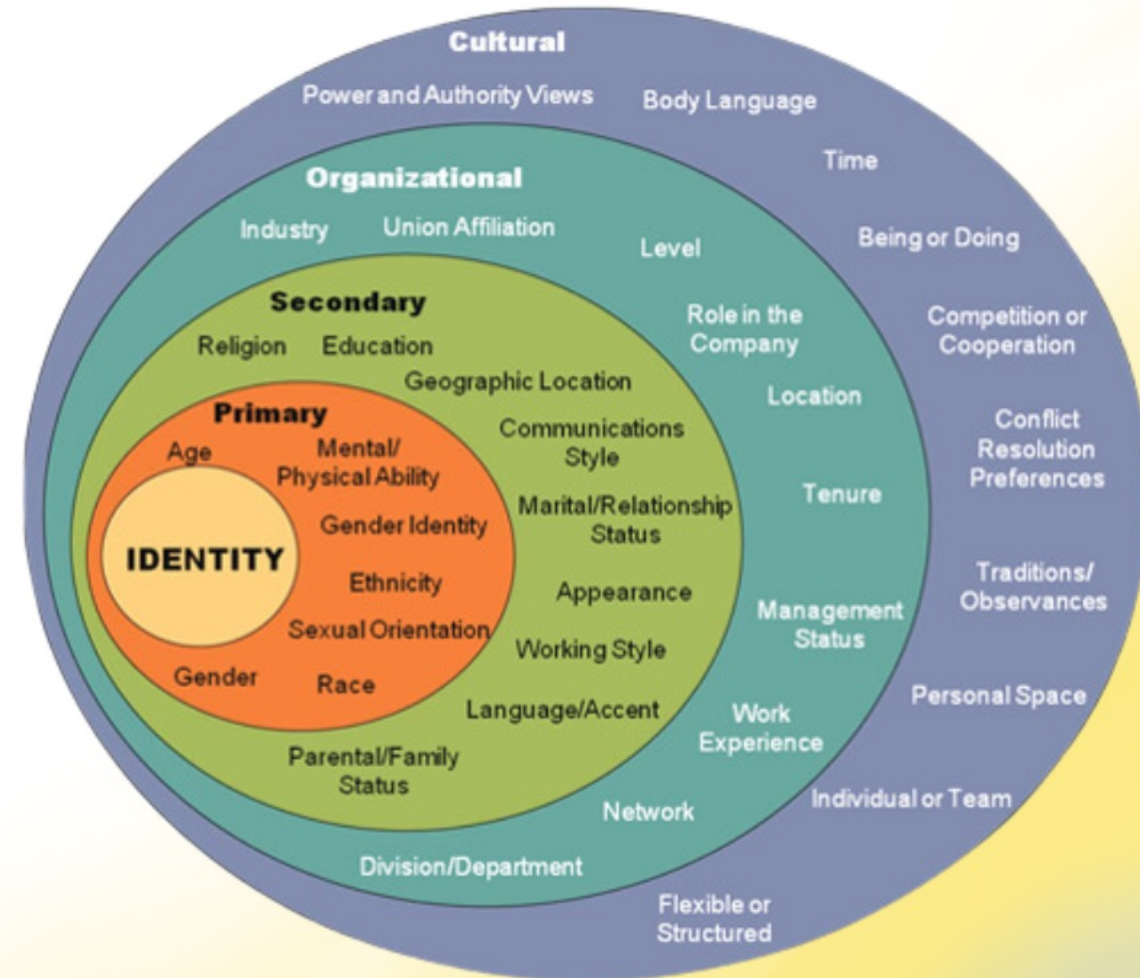 Cultural
Power and Authority Views
Body Language
Time
Being or Doing
Competition or
Cooperation
Conflict
Resolution
Preferences
Traditions/
Observances
Personal Space
Individual or Team
Flexible or
Structured
Organizational
Industry
Union Affiliation
Level
Role in the
Company
Location
Tenure
Management
Status
Work
Experience
Network
Division/Department
Secondary
Religion
Education
Geographic Location
Communications
Style
Marital/Relationship
Status
Appearance
Working Style
Language/Accent
Parental/Family
Status
Primary
Age
Mental/
Physical Ability
Gender Identity
Ethnicity
Sexual Orientation
Gender
Race
IDENTITY